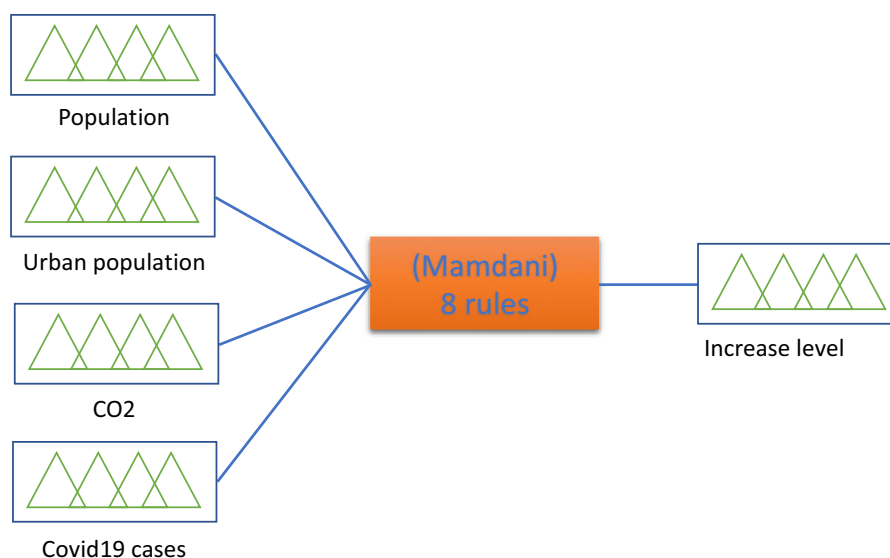 Population
Urban population
CO2
Covid19 cases
(Mamdani)
8 rules
Increase level